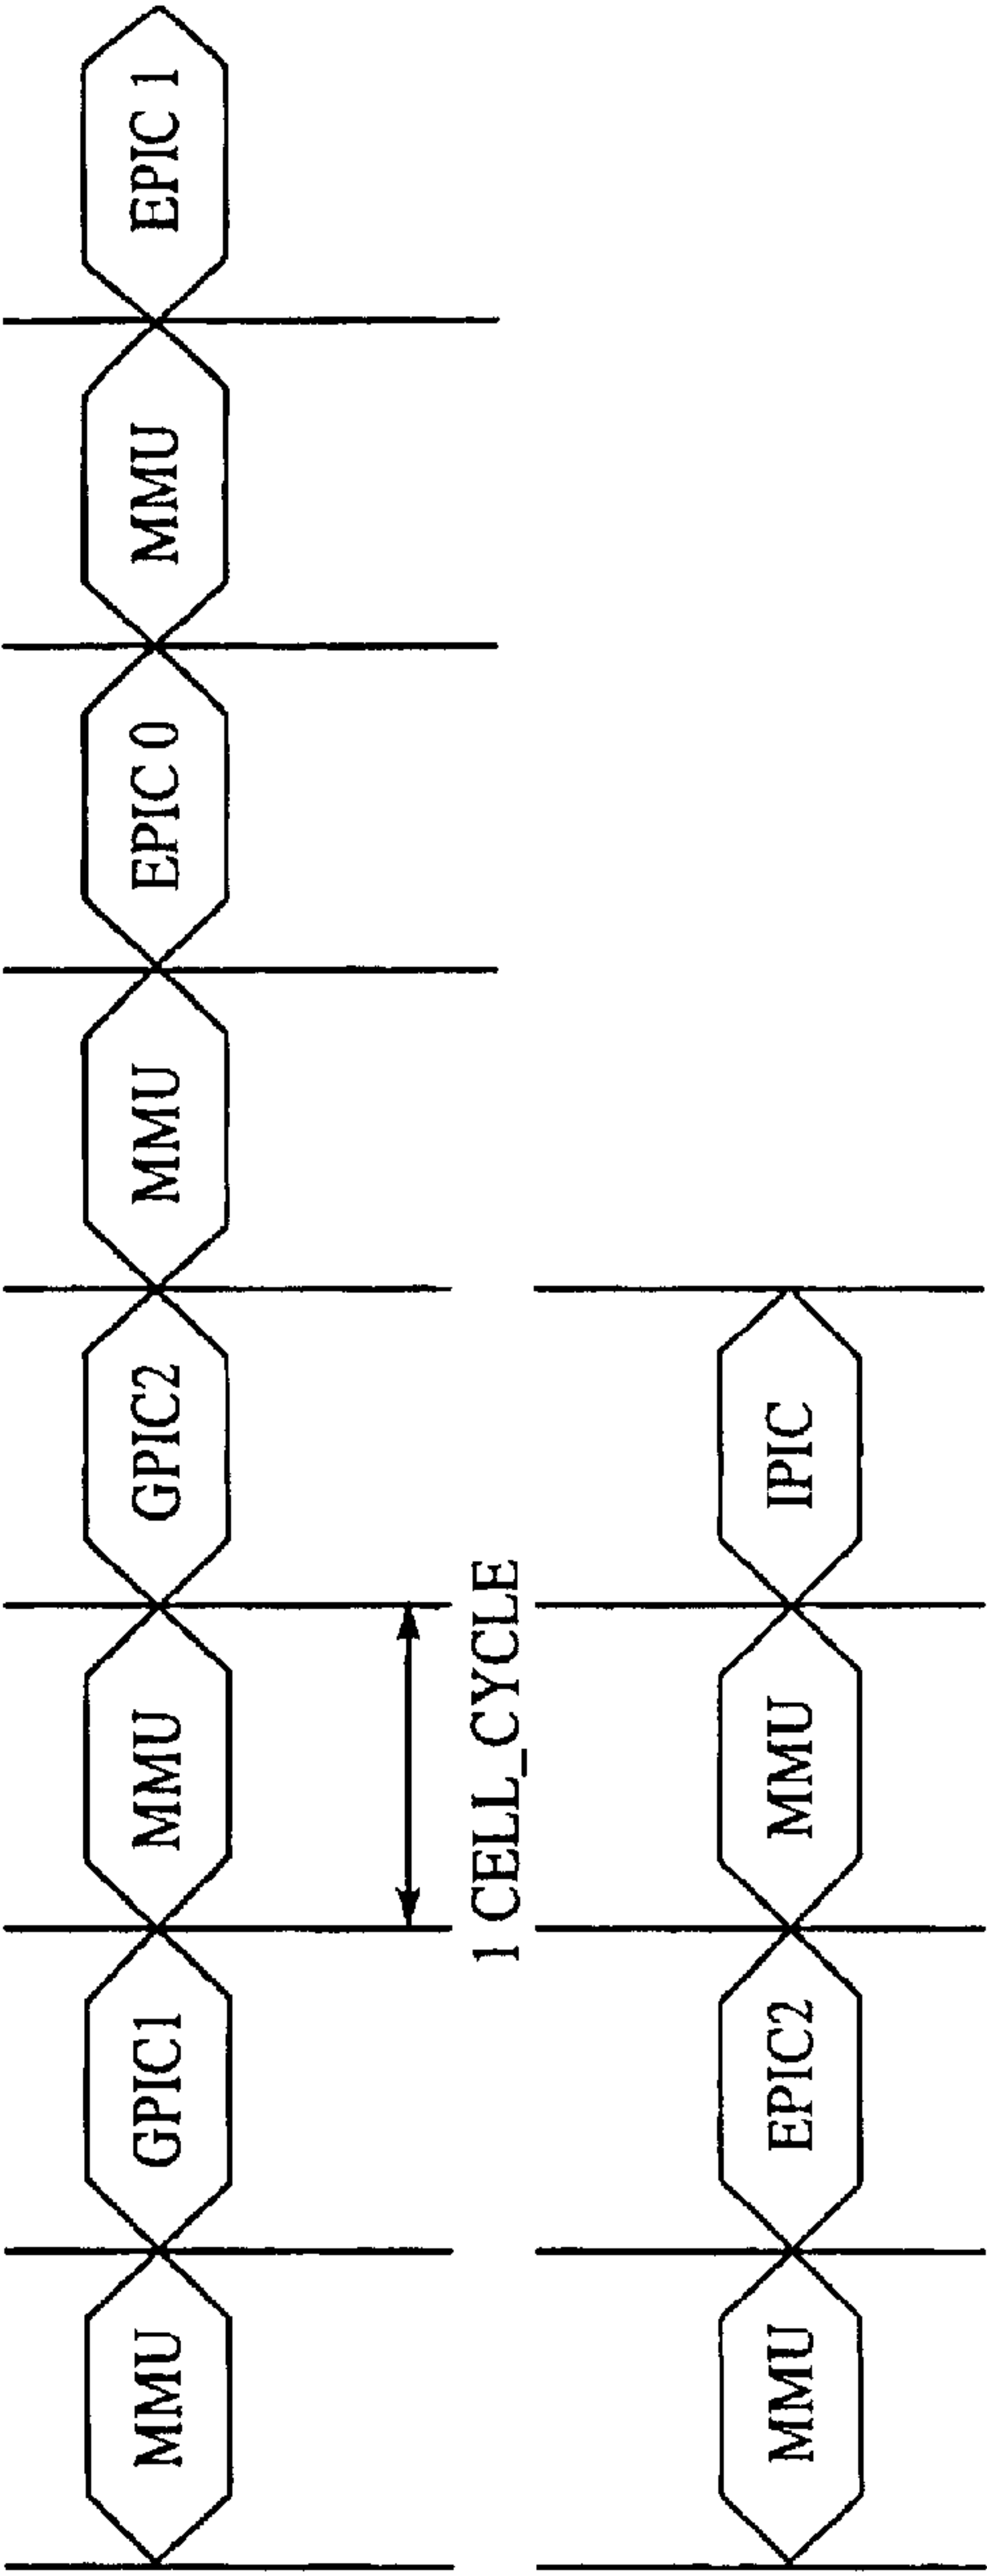 MMU GPIC1 MMU GPIC2 MMU EPIC 0 MMU EPIC 1
1 CELL_CYCLE
MMU EPIC2 MMU IPIC